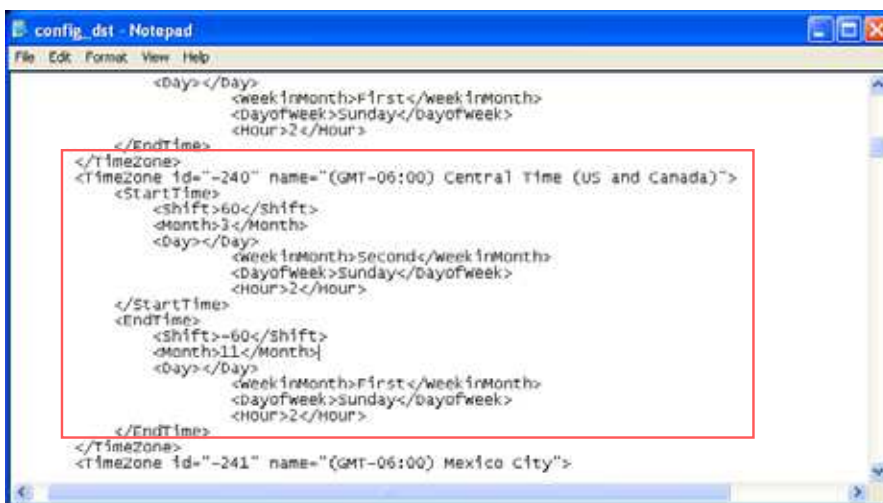 config_dst - Notepad
File Edit Format View Help
<Day></Day>
<WeekinMonth>First</WeekinMonth>
<DayofWeek>Sunday</DayofWeek>
<Hour>2</Hour>
</EndTime>
</TimeZone>
<TimeZone id="-240" name="(GMT-06:00) Central Time (US and Canada)">
<StartTime>
<Shift>60</Shift>
<Month>3</Month>
<Day></Day>
<WeekinMonth>Second</WeekinMonth>
<DayofWeek>Sunday</DayofWeek>
<Hour>2</Hour>
</StartTime>
<EndTime>
<Shift>-60</Shift>
<Month>11</Month>
<Day></Day>
<WeekinMonth>First</WeekinMonth>
<DayofWeek>Sunday</DayofWeek>
<Hour>2</Hour>
</EndTime>
</TimeZone>
<TimeZone id="-241" name="(GMT-06:00) Mexico City">